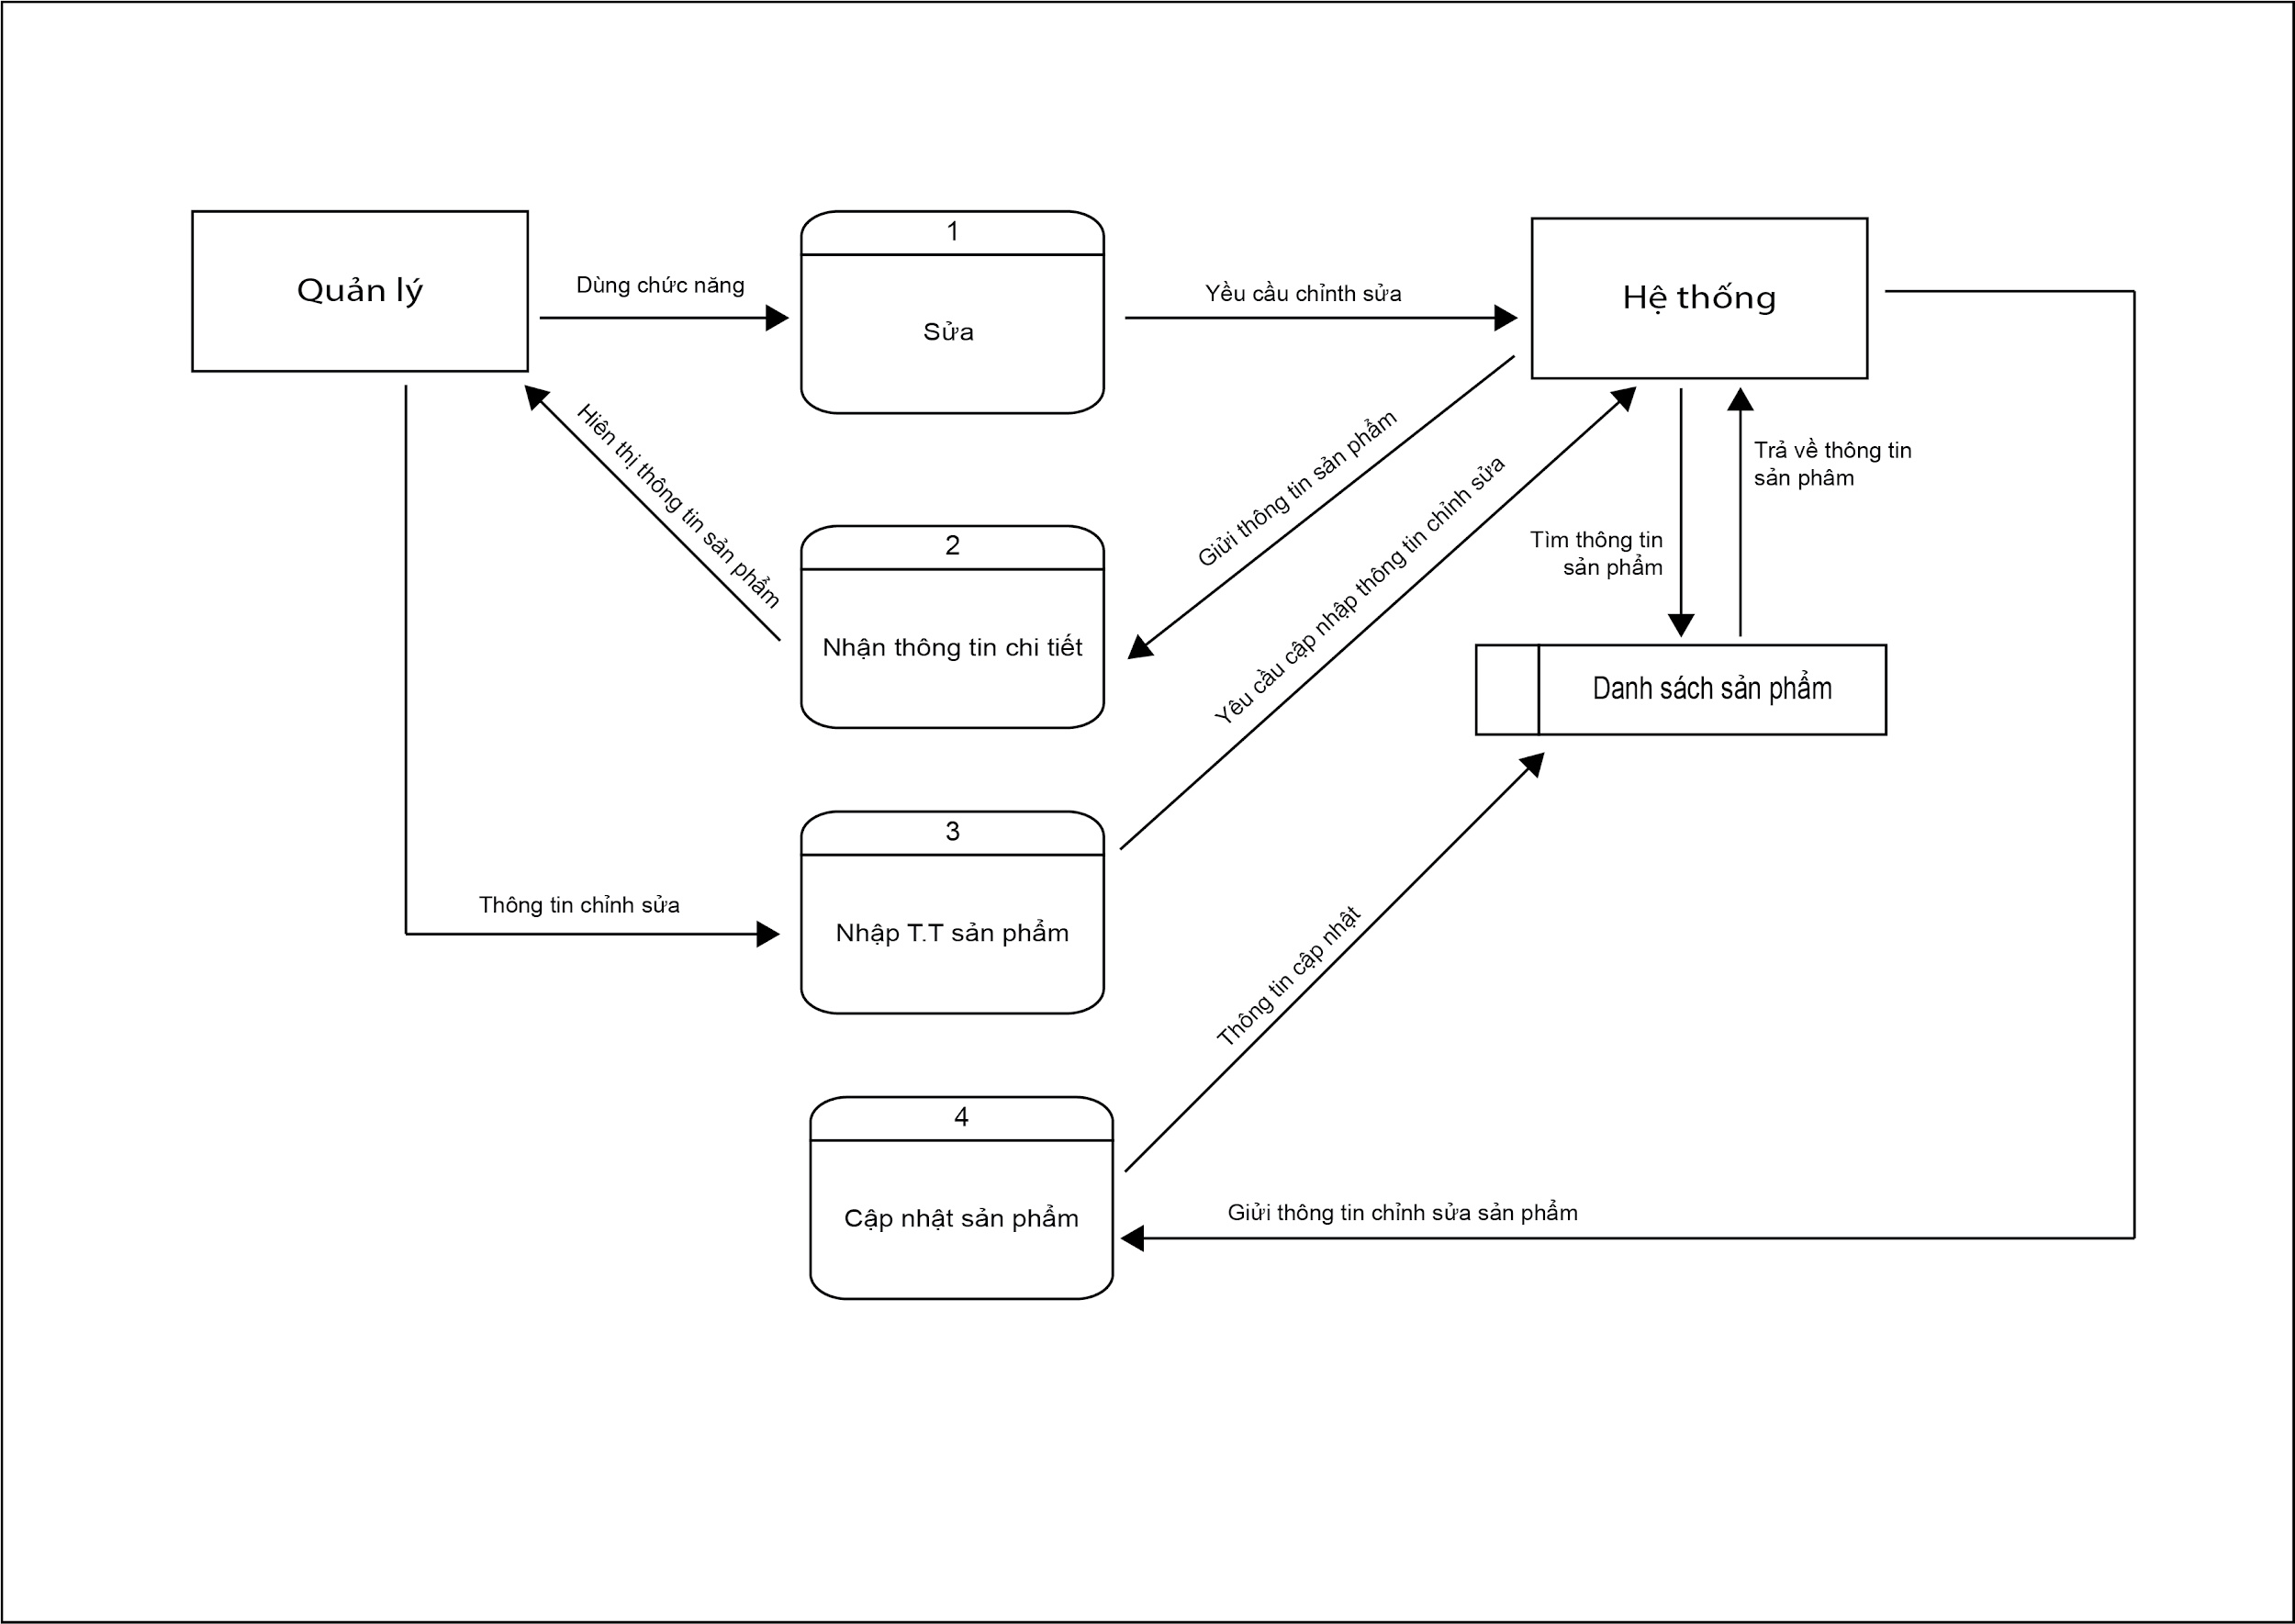 Quản lý
Dùng chức năng
1
Sửa
Yều cầu chỉnth sửa
Hệ thống
Hiên thị thông tin sản phẩm
Giửi thông tin sản phẩm
Yêu cầu cập nhập thông tin chỉnh sửa
Trả về thông tin
sản phâm
Tìm thông tin
sản phẩm
2
Nhận thông tin chi tiết
Danh sách sản phẩm
3
Nhập T.T sản phẩm
Thông tin chỉnh sửa
Thông tin cập nhật
4
Cập nhật sản phẩm
Giửi thông tin chỉnh sửa sản phẩm